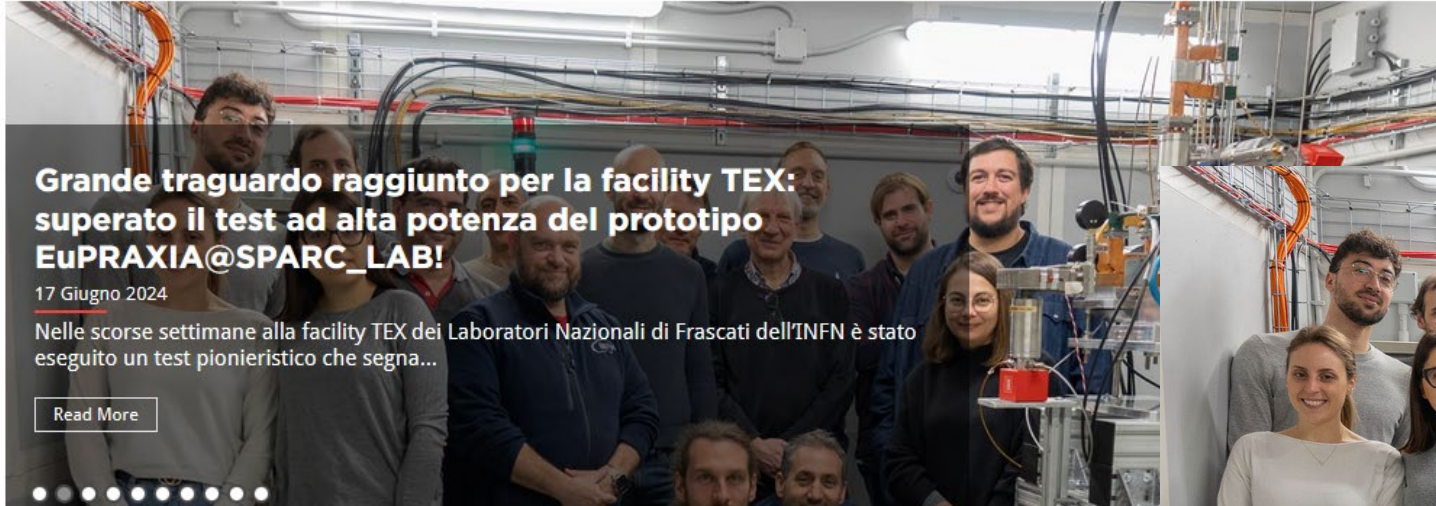 Grande traguardo raggiunto per la facility TEX:
superato il test ad alta potenza del prototipo
EuPRAXIA@SPARC_LAB!
17 Giugno 2024
Nelle scorse settimane alla facility TEX dei Laboratori Nazionali di Frascati dell'INFN è stato
eseguito un test pionieristico che segna...
Read More